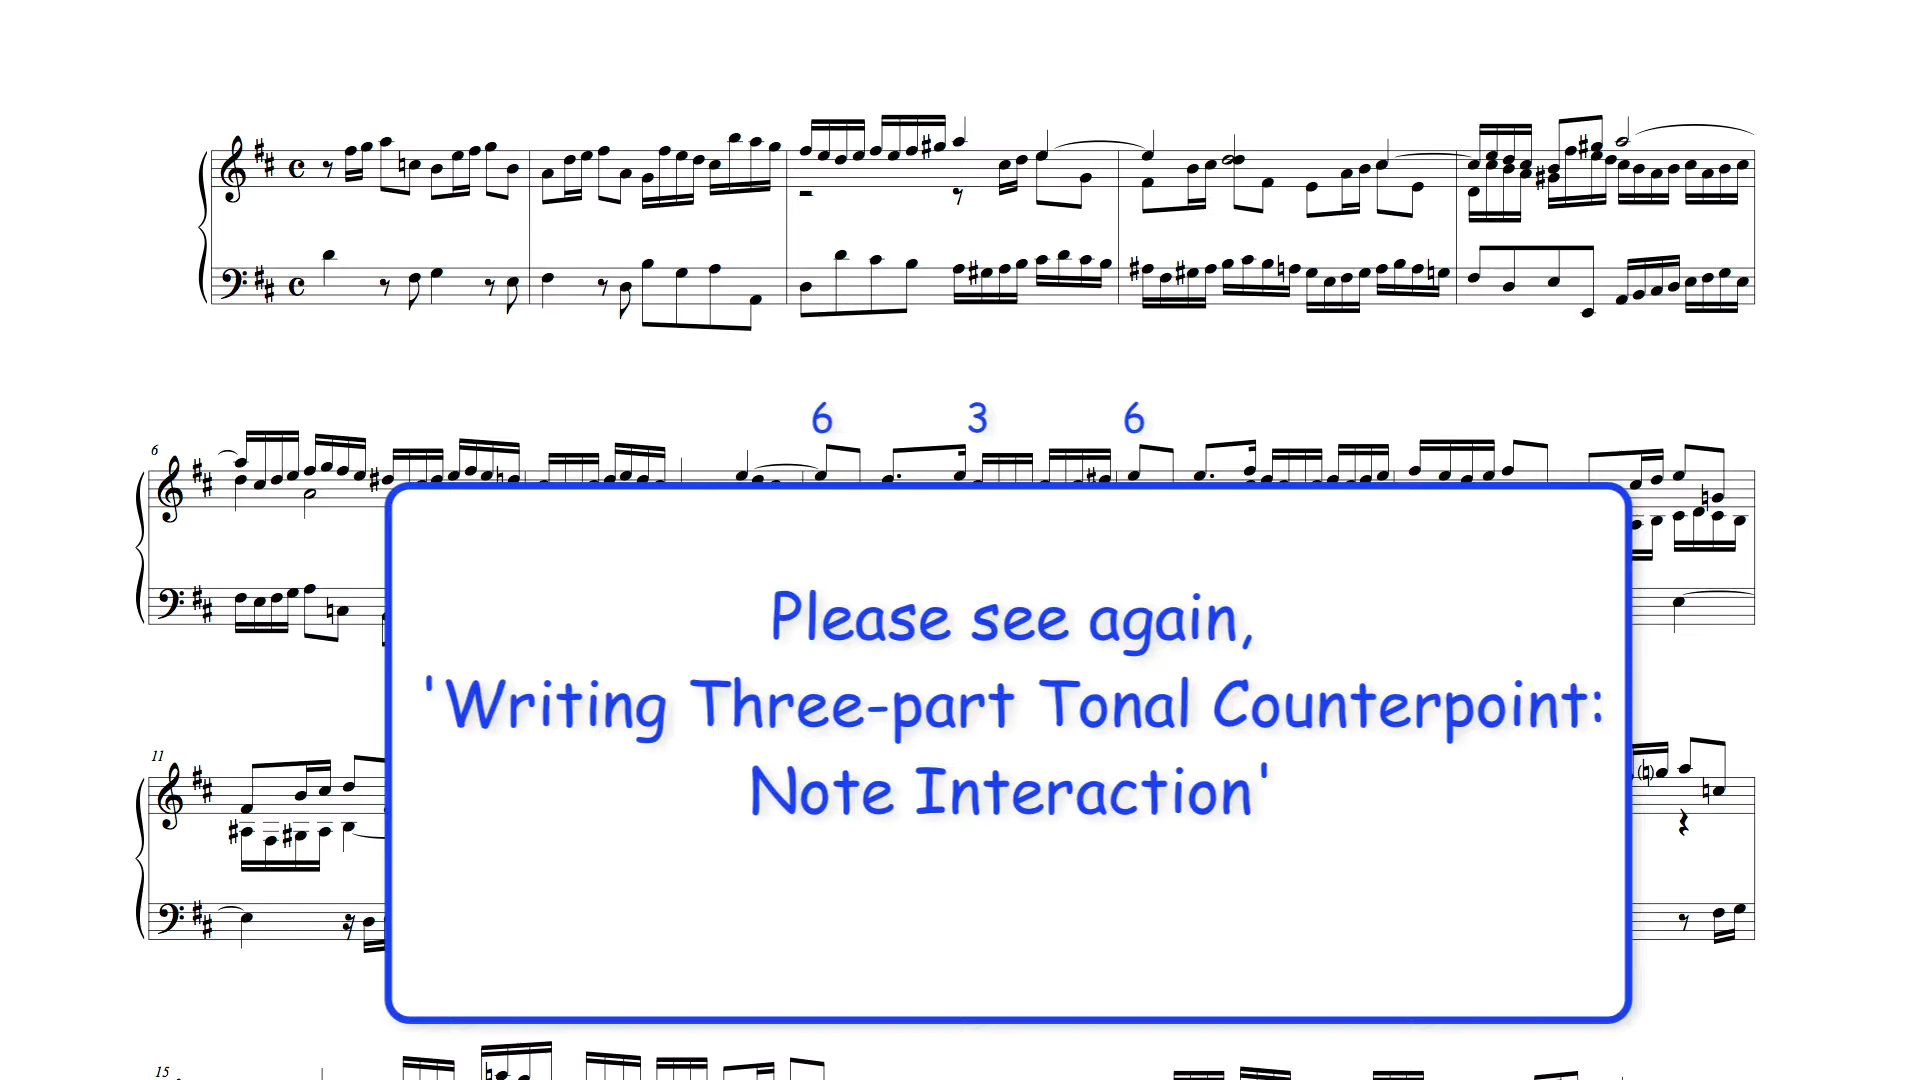 6 3 6
6
Please see again,
'Writing Three-part Tonal Counterpoint:
Note Interaction'
11
15